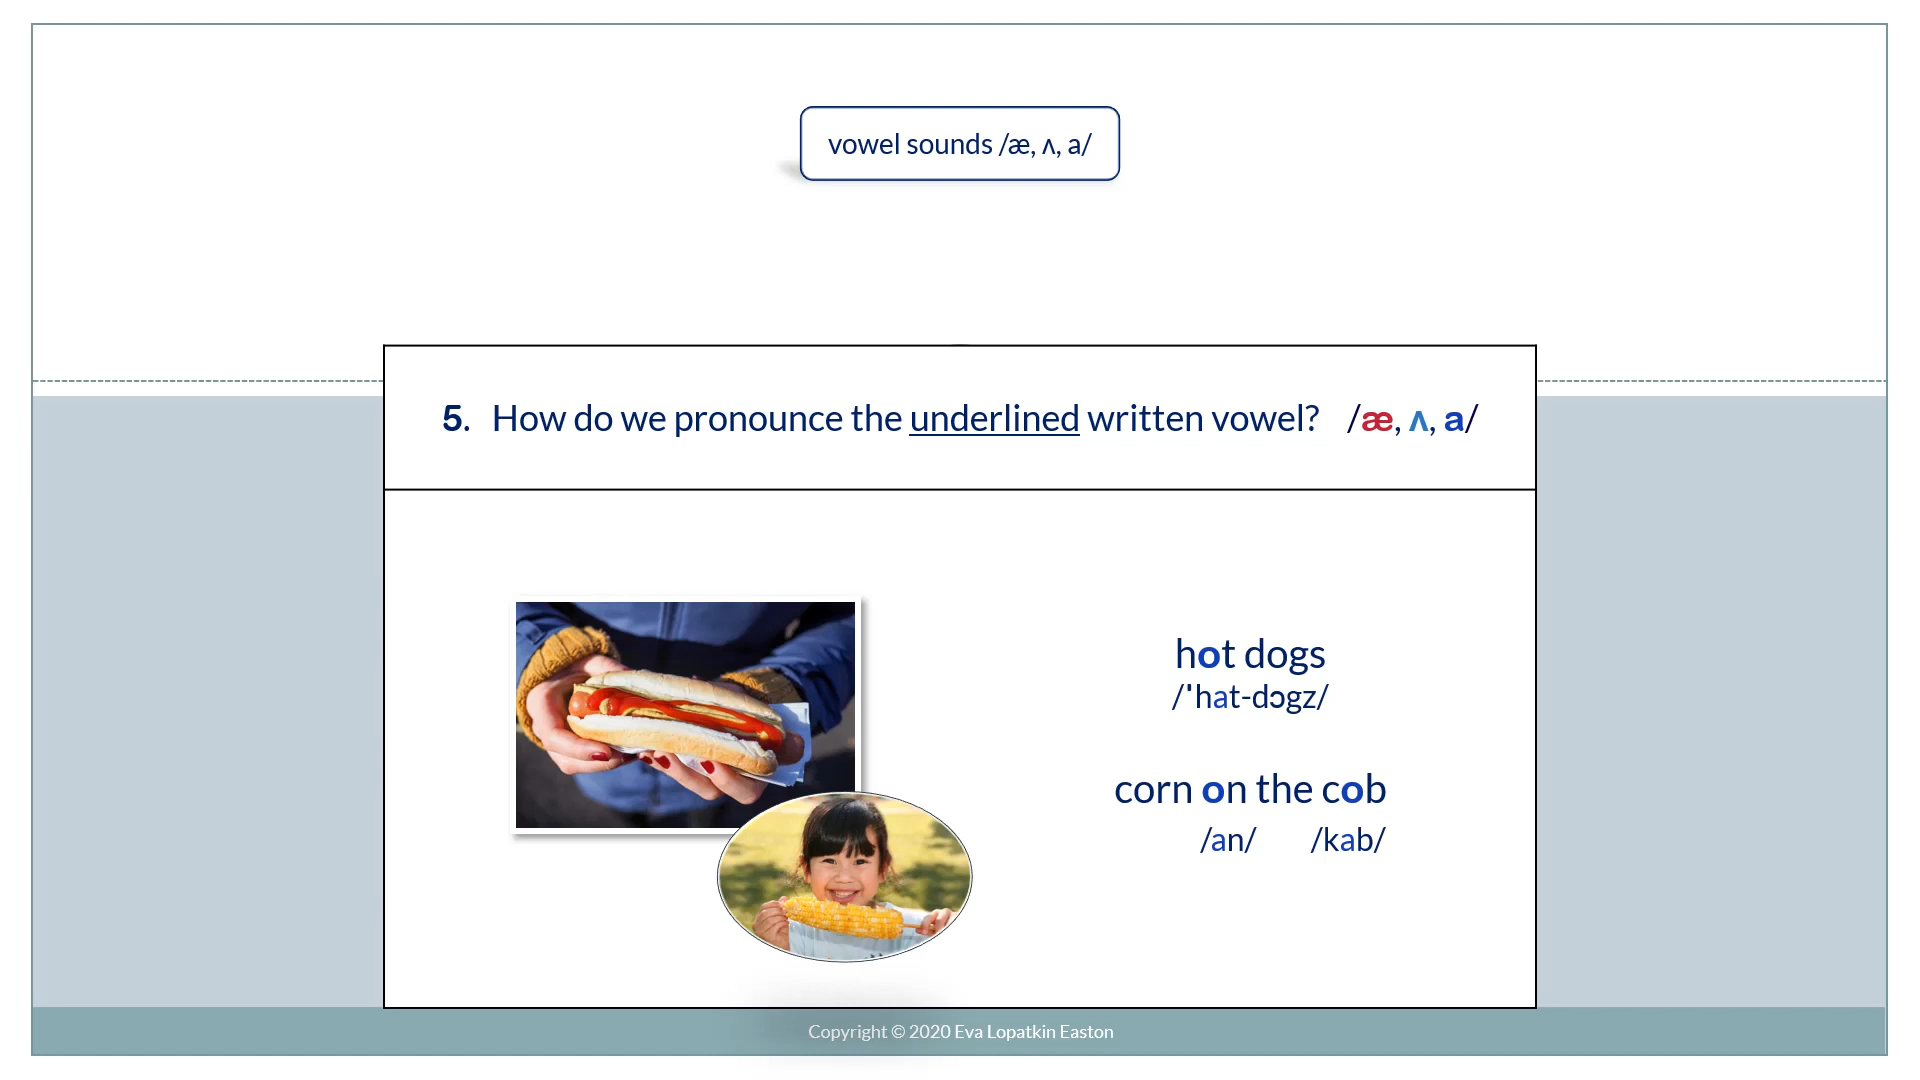 vowel sounds /æ, ʌ, a/
5. How do we pronounce the underlined written vowel? /æ, ʌ, a/
hot dogs
/ˈhat-dɔgz/
corn on the cob
/an/ /kab/
Copyright © 2020 Eva Lopatkin Easton